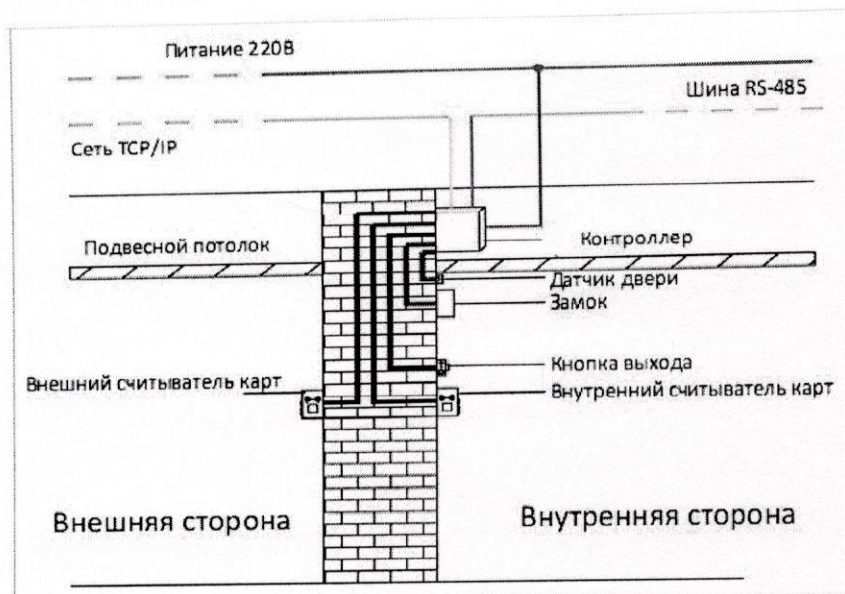 Питание 220В
Шина RS-485
Сеть TCP/IP
Подвесной потолок
Контроллер
Датчик двери
Замок
Кнопка выхода
Внешний считыватель карт
Внутренний считыватель карт
Внешняя сторона
Внутренняя сторона